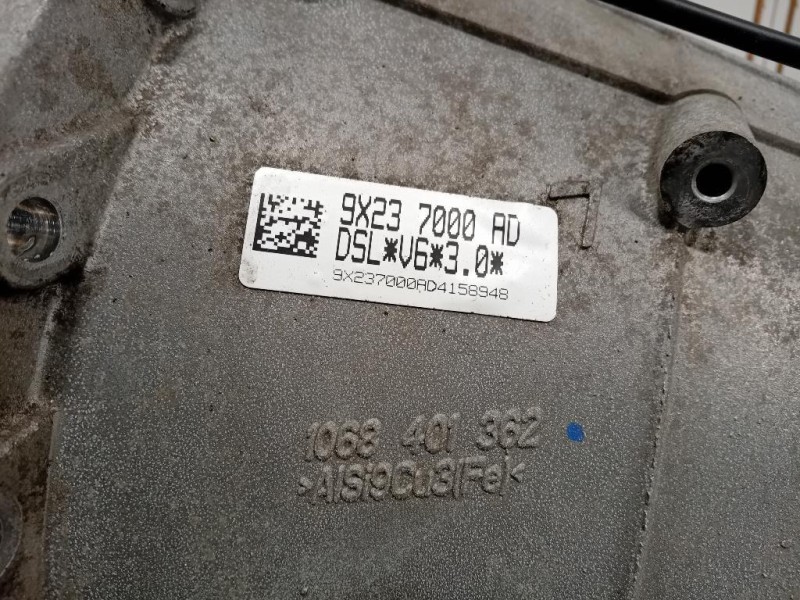 9X23 7000 AD
DSL*V6*3.0*
9X237000AD4158948
1068 401 362
>AlSi9Cu3(Fe)<